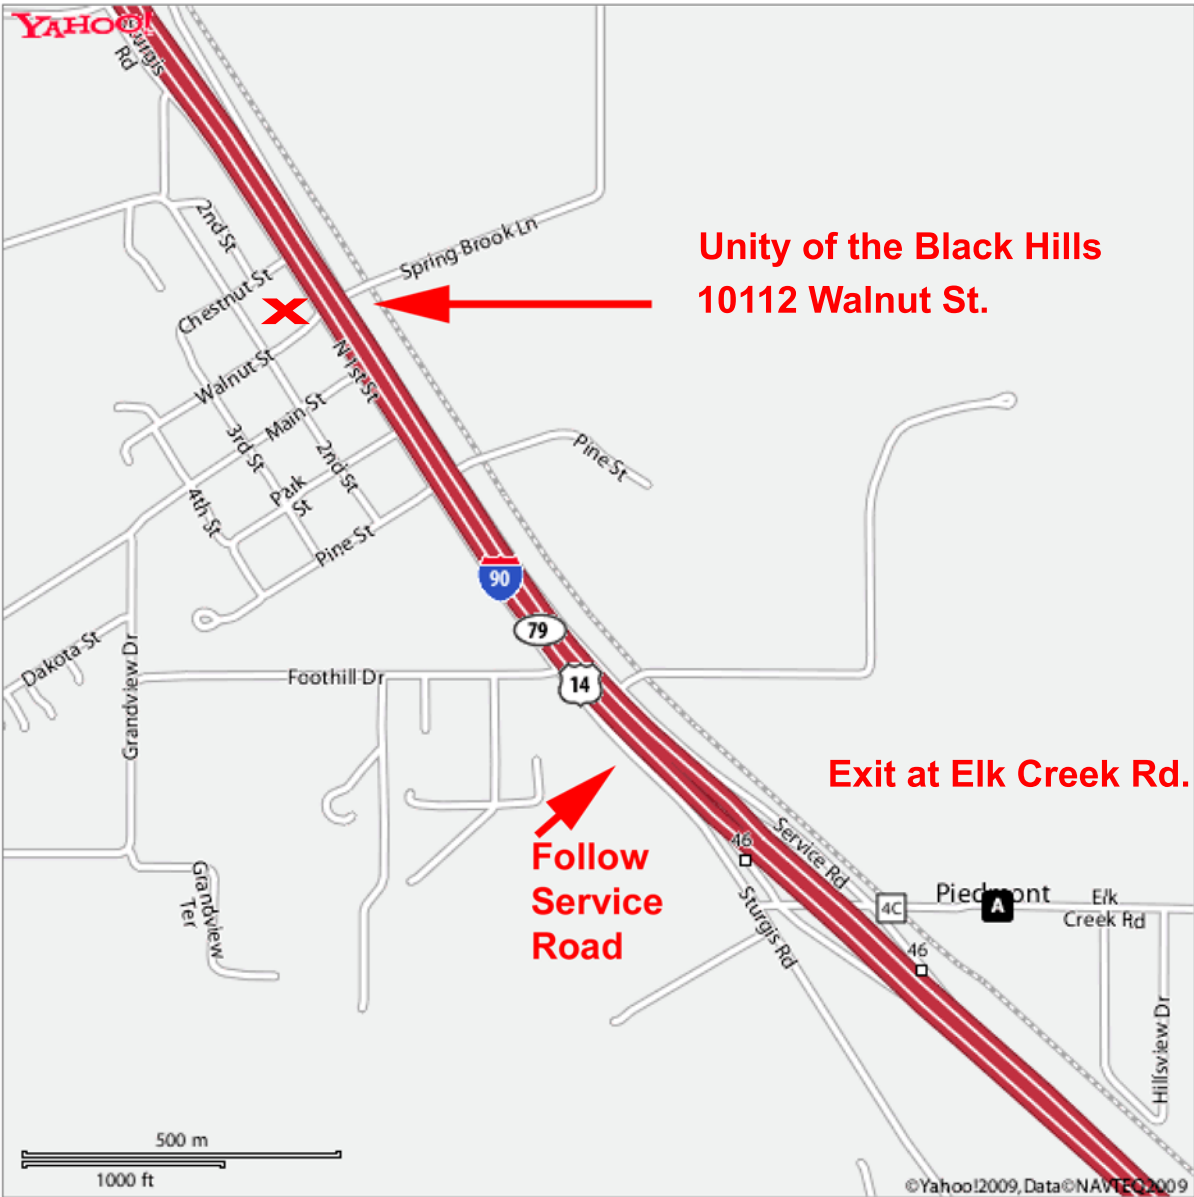 YAHOO!
Sturgis
Rd
2nd St
Spring Brook Ln
Unity of the Black Hills
10112 Walnut St.
Chestnut St
N 1st St
Walnut St
Main St
3rd St
2nd St
Pine St
Park
St
4th St
Pine St
90
79
14
Dakota St
Grandview Dr
Foothill Dr
Exit at Elk Creek Rd.
46
Service Rd
Follow
Service
Road
Grandview
Ter
Sturgis Rd
4C
Piedmont
A
Elk
Creek Rd
46
Hillsview Dr
500 m
1000 ft
©Yahoo!2009,Data©NAVTEQ2009